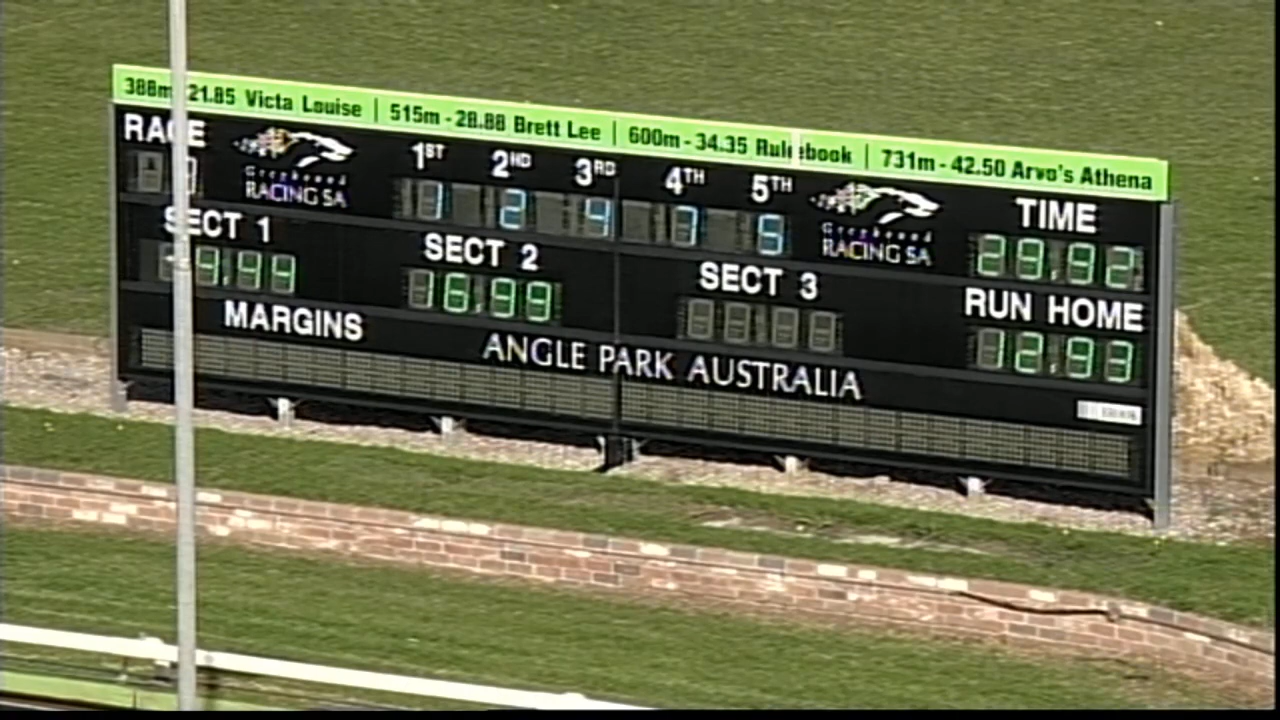 388m - 21.85 Victa Louise | 515m - 28.88 Brett Lee | 600m - 34.35 Rulebook | 731m - 42.50 Arvo's Athena
RACE
Greyhound
RACING SA
1ST 2ND 3RD 4TH 5TH
1 2 4 7 5
Greyhound
RACING SA
TIME
29.92
SECT 1
SECT 2
16.99
SECT 3
RUN HOME
12.93
MARGINS
ANGLE PARK AUSTRALIA